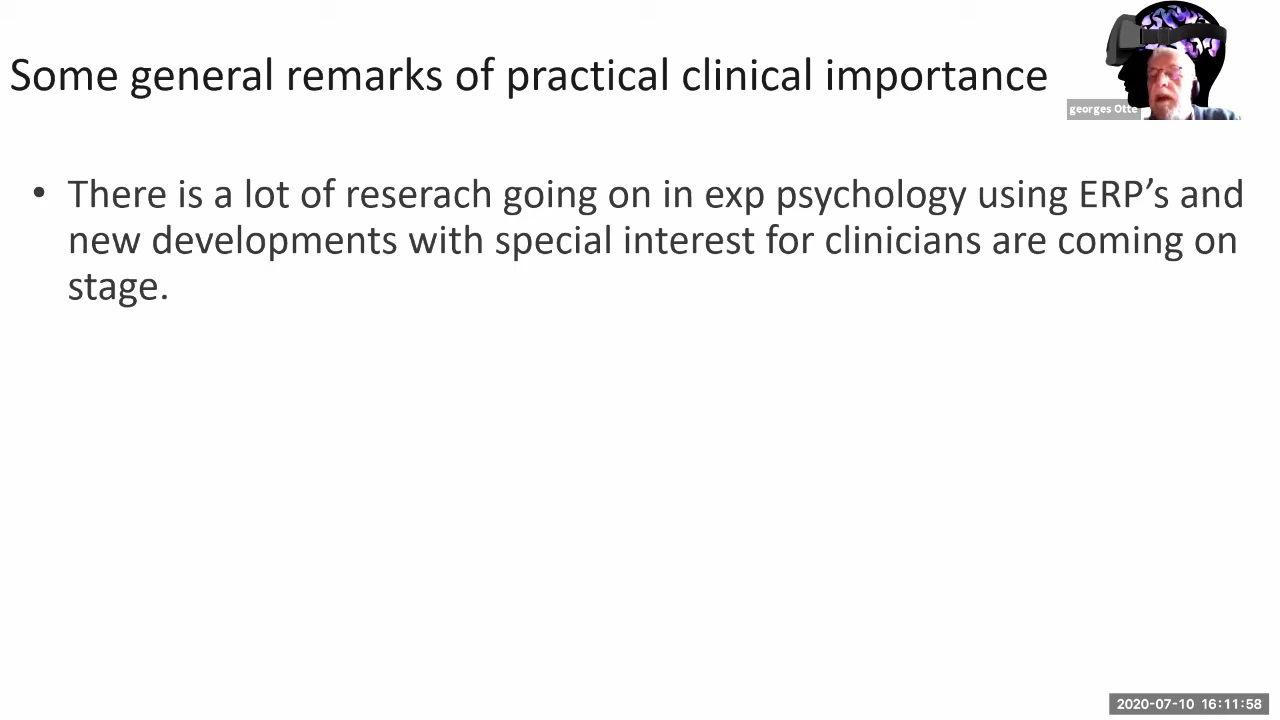 Some general remarks of practical clinical importance
georges Otte
• There is a lot of reserach going on in exp psychology using ERP’s and
new developments with special interest for clinicians are coming on
stage.
2020-07-10 16:11:58